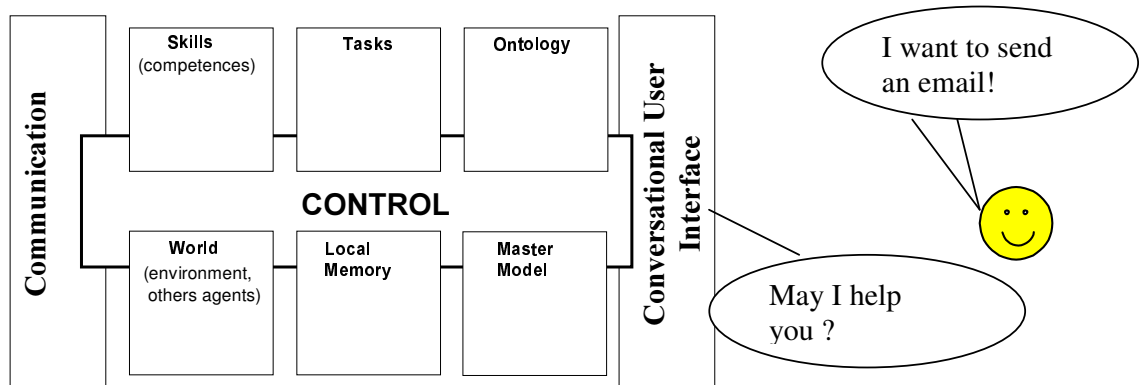 Communication
Skills
(competences)
Tasks
Ontology
CONTROL
World
(environment,
others agents)
Local
Memory
Master
Model
Conversational User
Interface
I want to send
an email!
May I help
you ?